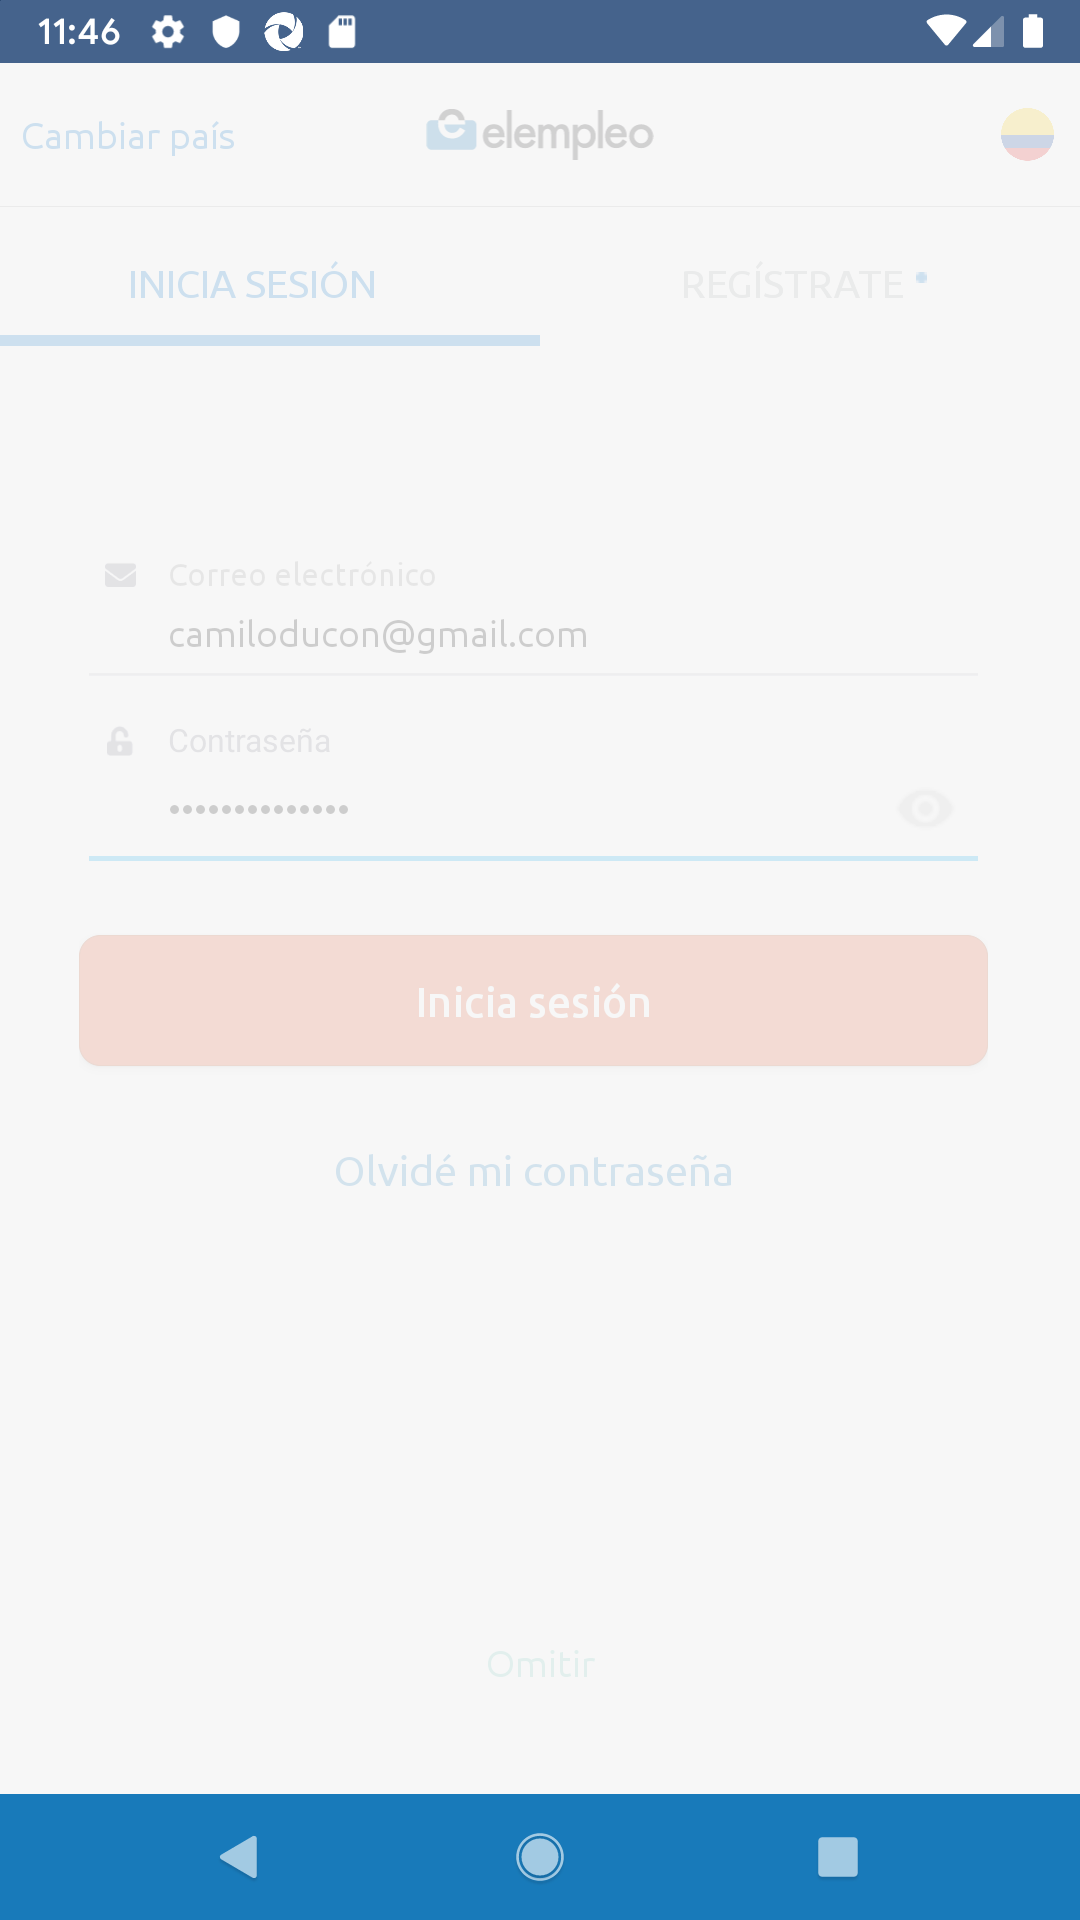 11:46
Cambiar país
elempleo
INICIA SESIÓN
REGÍSTRATE
Correo electrónico
camiloducon@gmail.com
Contraseña
••••••••••••••
Inicia sesión
Olvidé mi contraseña
Omitir